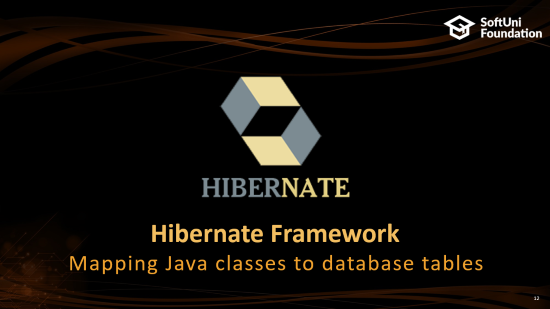 SoftUni
Foundation
HIBERNATE
Hibernate Framework
Mapping Java classes to database tables
12